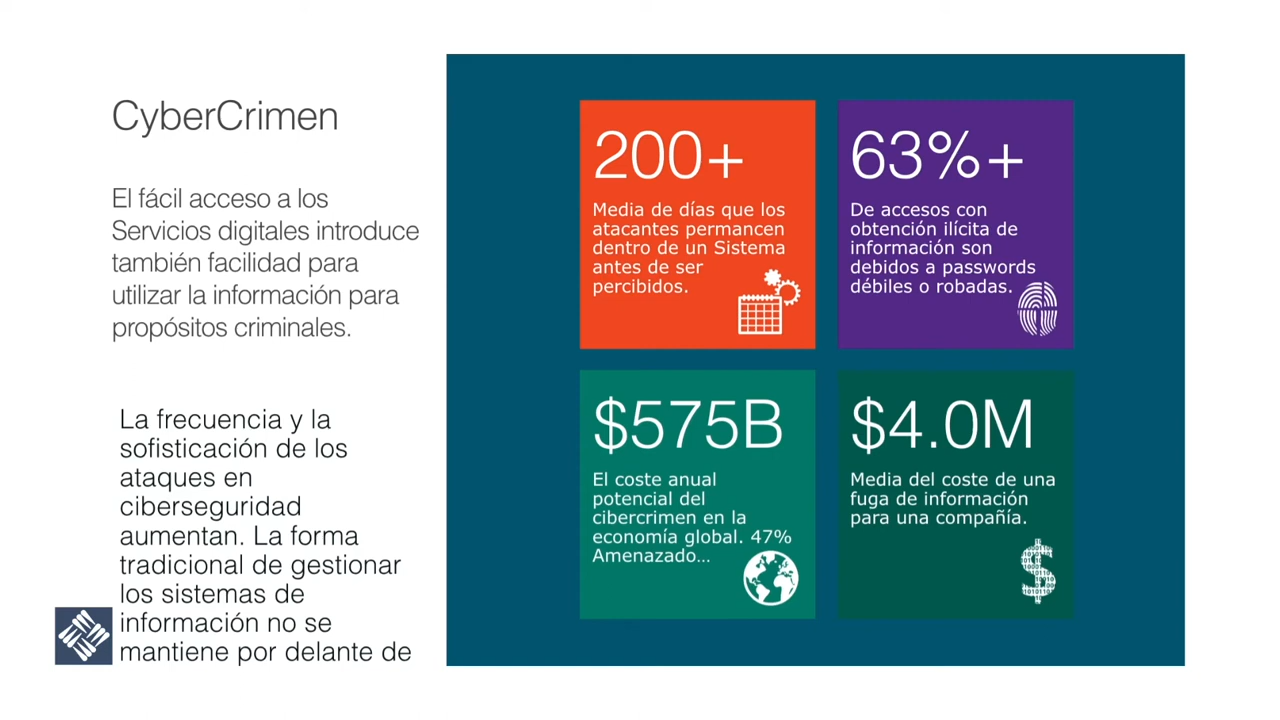 CyberCrimen
El fácil acceso a los
Servicios digitales introduce
también facilidad para
utilizar la información para
propósitos criminales.
La frecuencia y la
sofisticación de los
ataques en
ciberseguridad
aumentan. La forma
tradicional de gestionar
los sistemas de
información no se
mantiene por delante de
200+
Media de días que los
atacantes permancen
dentro de un Sistema
antes de ser
percibidos.
63%+
De accesos con
obtención ilícita de
información son
debidos a passwords
débiles o robadas.
$575B
El coste anual
potencial del
cibercrimen en la
economía global. 47%
Amenazado...
$4.0M
Media del coste de una
fuga de información
para una compañía.